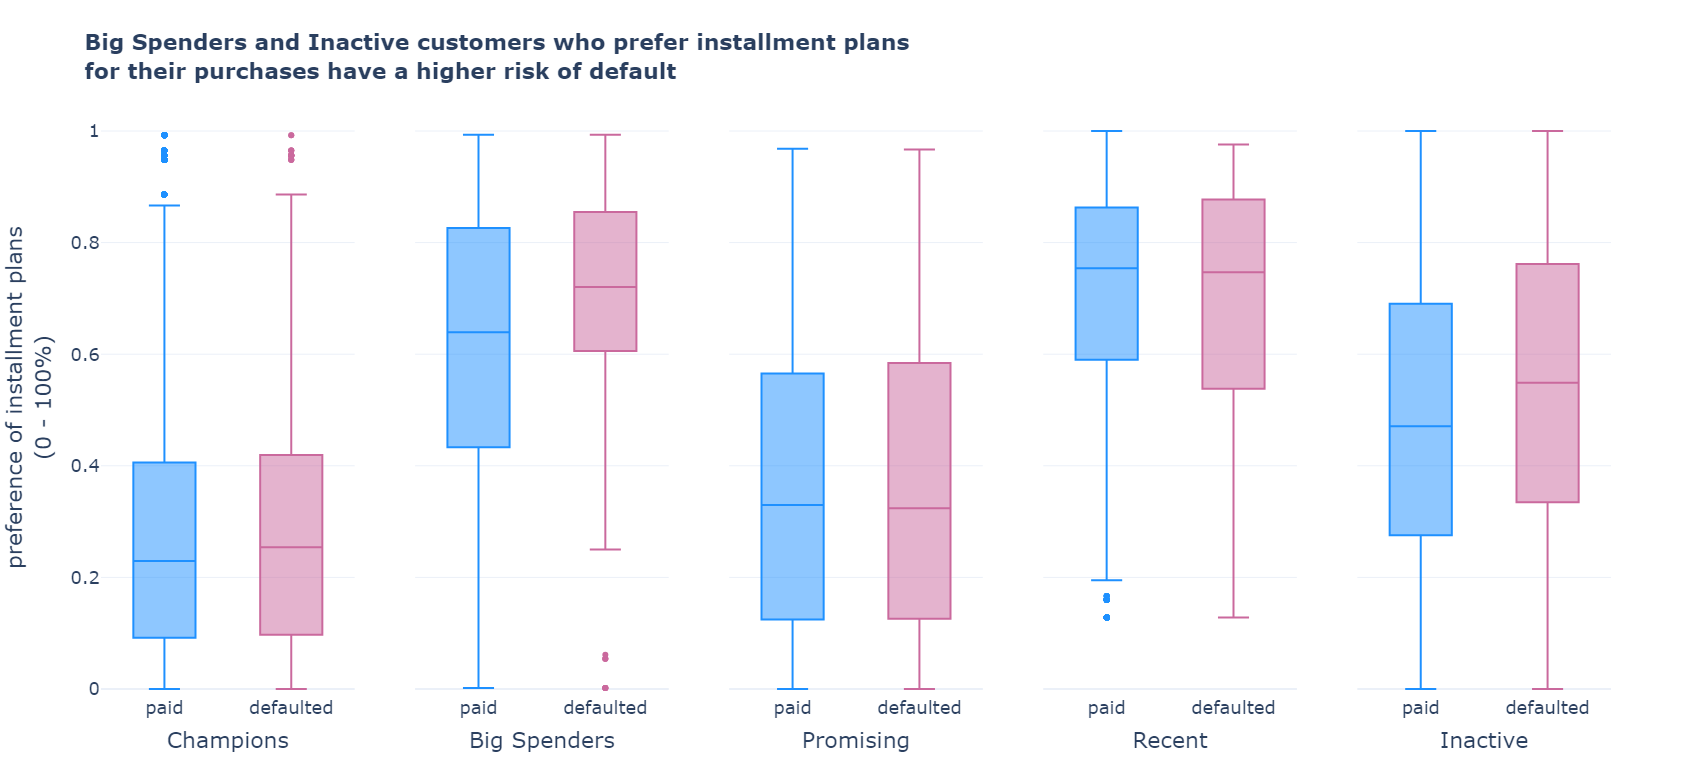 Big Spenders and Inactive customers who prefer installment plans
for their purchases have a higher risk of default
preference of installment plans
(0 - 100%)
1
0.8
0.6
0.4
0.2
0
paid defaulted paid defaulted paid defaulted paid defaulted paid defaulted
Champions Big Spenders Promising Recent Inactive